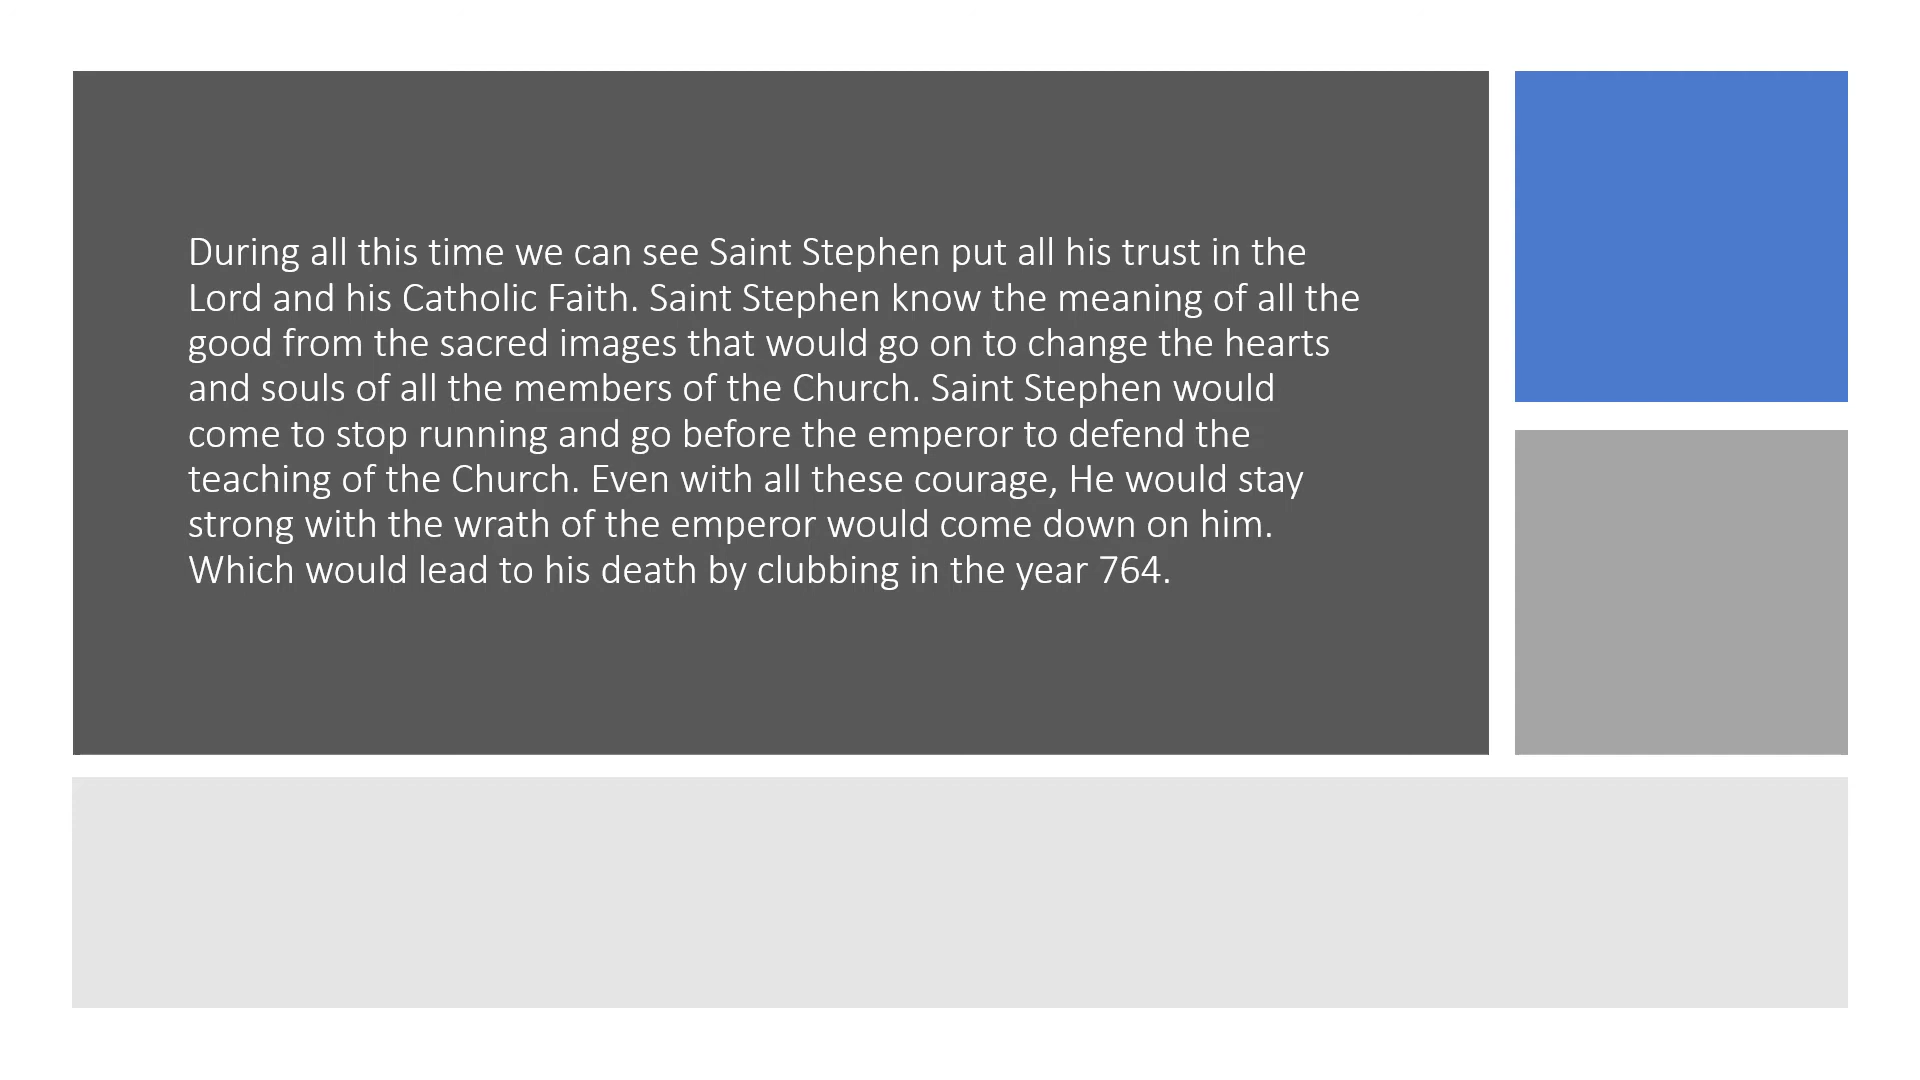 During all this time we can see Saint Stephen put all his trust in the
Lord and his Catholic Faith. Saint Stephen know the meaning of all the
good from the sacred images that would go on to change the hearts
and souls of all the members of the Church. Saint Stephen would
come to stop running and go before the emperor to defend the
teaching of the Church. Even with all these courage, He would stay
strong with the wrath of the emperor would come down on him.
Which would lead to his death by clubbing in the year 764.